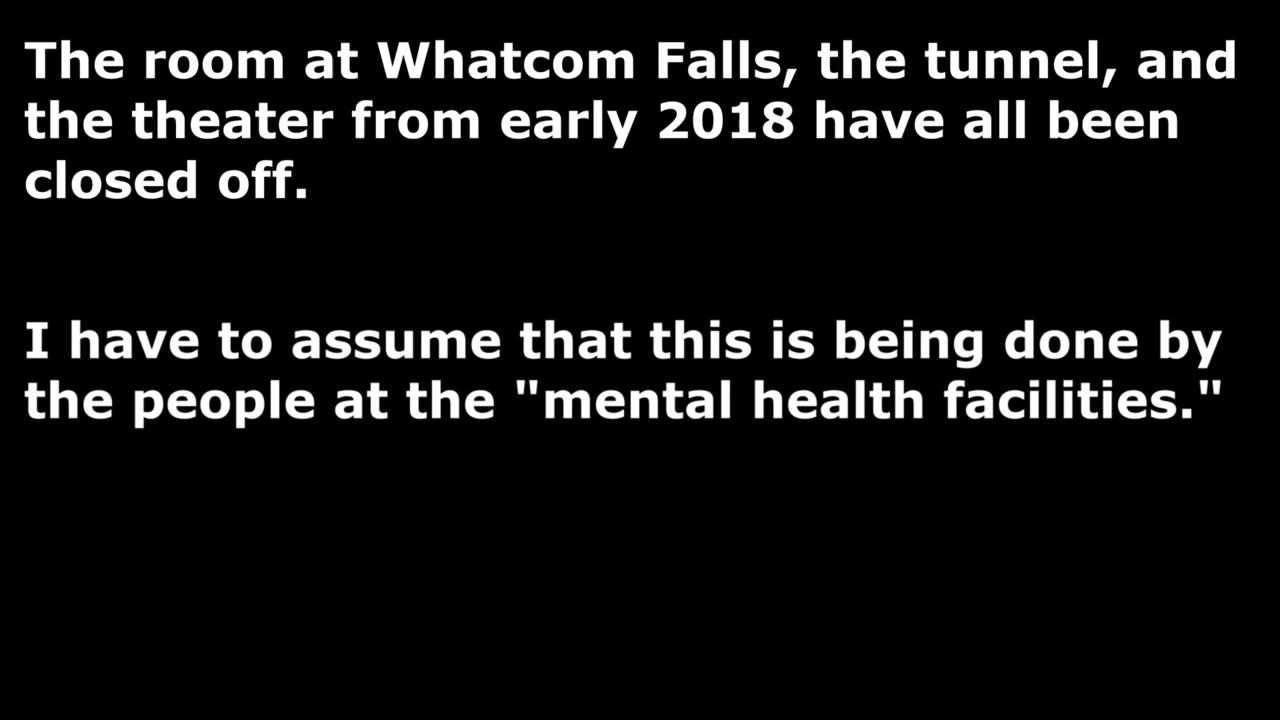 The room at Whatcom Falls, the tunnel, and
the theater from early 2018 have all been
closed off.
I have to assume that this is being done by
the people at the "mental health facilities."